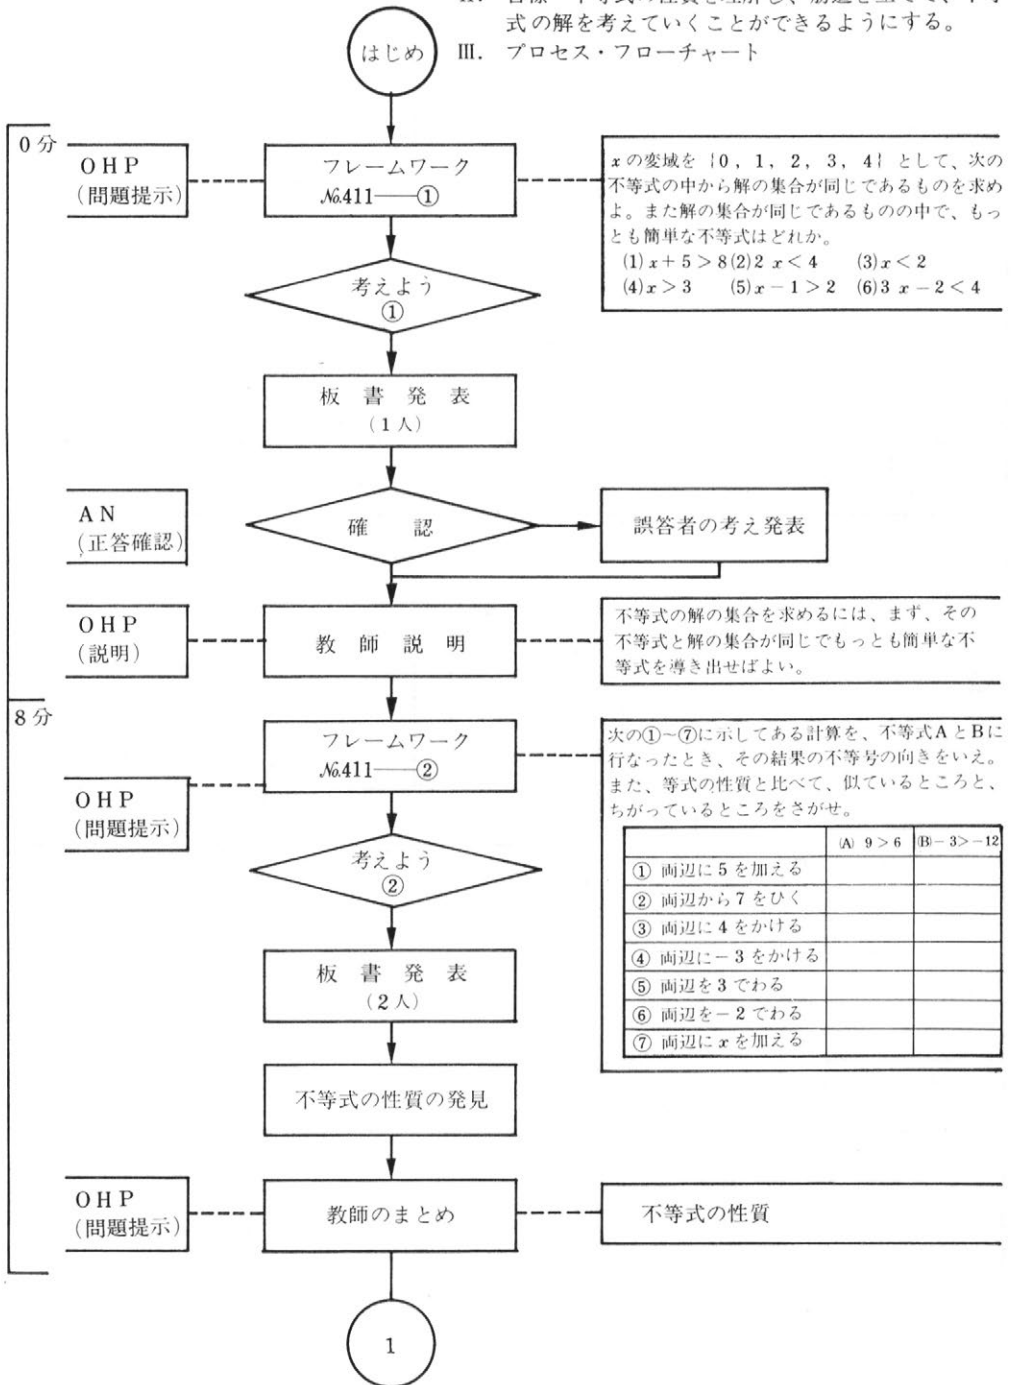 式の解を考えていくことができるようにする。
III. プロセス・フローチャート
はじめ
0分
OHP
(問題提示)
フレームワーク
№411——①
xの変域を{0，1，2，3，4}として、次の
不等式の中から解の集合が同じであるものを求め
よ。また解の集合が同じであるものの中で、もっ
とも簡単な不等式はどれか。
(1)x＋5＞8(2)2x＜4 (3)x＜2
(4)x＞3 (5)x－1＞2 (6)3x－2＜4
考えよう
①
板書発表
(1人)
AN
(正答確認)
確認
誤答者の考え発表
OHP
(説明)
教師説明
不等式の解の集合を求めるには、まず、その
不等式と解の集合が同じでもっとも簡単な不
等式を導き出せばよい。
8分
フレームワーク
№411——②
OHP
(問題提示)
次の①～⑦に示してある計算を、不等式AとBに
行なったとき、その結果の不等号の向きをいえ。
また、等式の性質と比べて、似ているところと、
ちがっているところをさがせ。
(A) 9＞6 (B)－3＞－12
① 両辺に5を加える
② 両辺から7をひく
③ 両辺に4をかける
④ 両辺に－3をかける
⑤ 両辺を3でわる
⑥ 両辺を－2でわる
⑦ 両辺にxを加える
考えよう
②
板書発表
(2人)
不等式の性質の発見
OHP
(問題提示)
教師のまとめ
不等式の性質
1